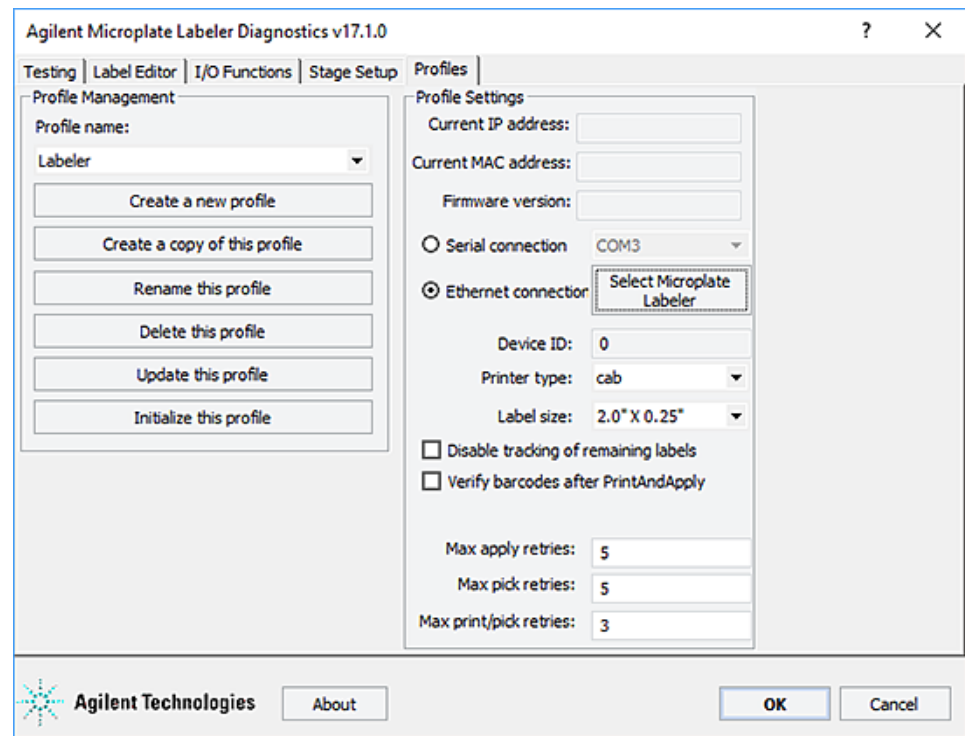 Agilent Microplate Labeler Diagnostics v17.1.0
?
Testing
Label Editor
I/O Functions
Stage Setup
Profiles
Profile Management
Profile name:
Labeler
Create a new profile
Create a copy of this profile
Rename this profile
Delete this profile
Update this profile
Initialize this profile
Profile Settings
Current IP address:
Current MAC address:
Firmware version:
Serial connection
COM3
Ethernet connection
Select Microplate
Labeler
Device ID:
0
Printer type:
cab
Label size:
2.0" X 0.25"
Disable tracking of remaining labels
Verify barcodes after PrintAndApply
Max apply retries:
5
Max pick retries:
5
Max print/pick retries:
3
Agilent Technologies
About
OK
Cancel